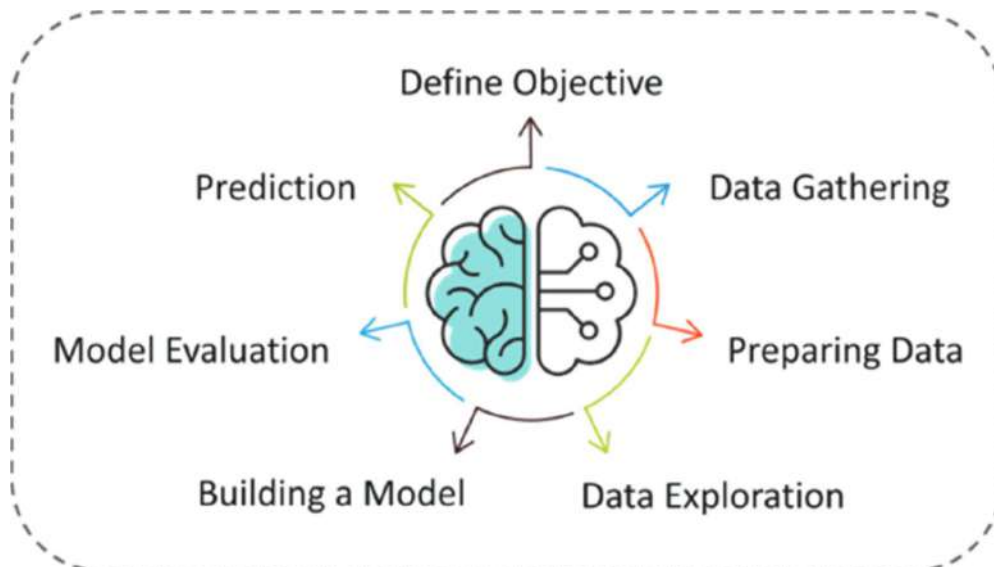 Define Objective
Data Gathering
Preparing Data
Data Exploration
Building a Model
Model Evaluation
Prediction